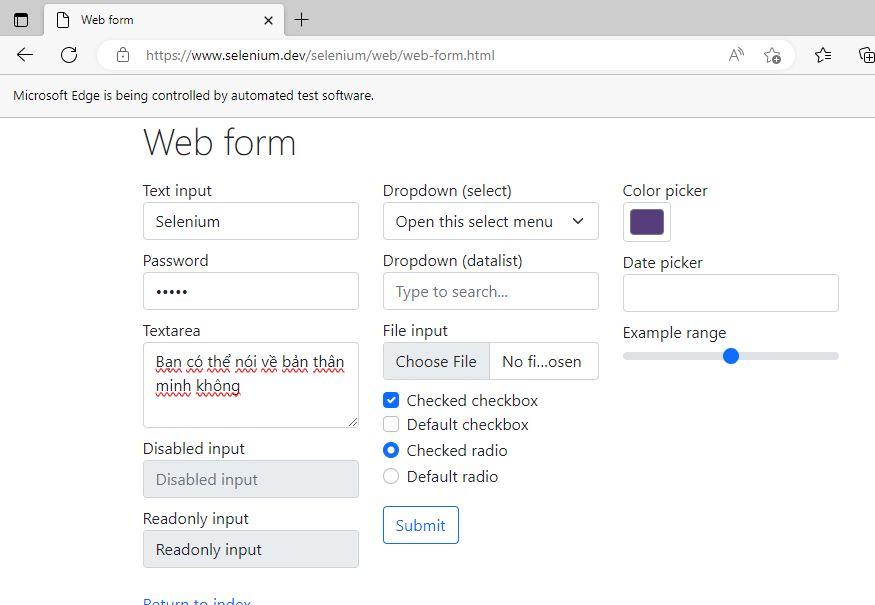 Web form
https://www.selenium.dev/selenium/web/web-form.html
Microsoft Edge is being controlled by automated test software.
Web form
Text input
Selenium
Password
•••••
Textarea
Bạn có thể nói về bản thân
mình không
Disabled input
Disabled input
Readonly input
Readonly input
Return to index
Dropdown (select)
Open this select menu
Dropdown (datalist)
Type to search...
File input
Choose File No fi...osen
Checked checkbox
Default checkbox
Checked radio
Default radio
Submit
Color picker
Date picker
Example range